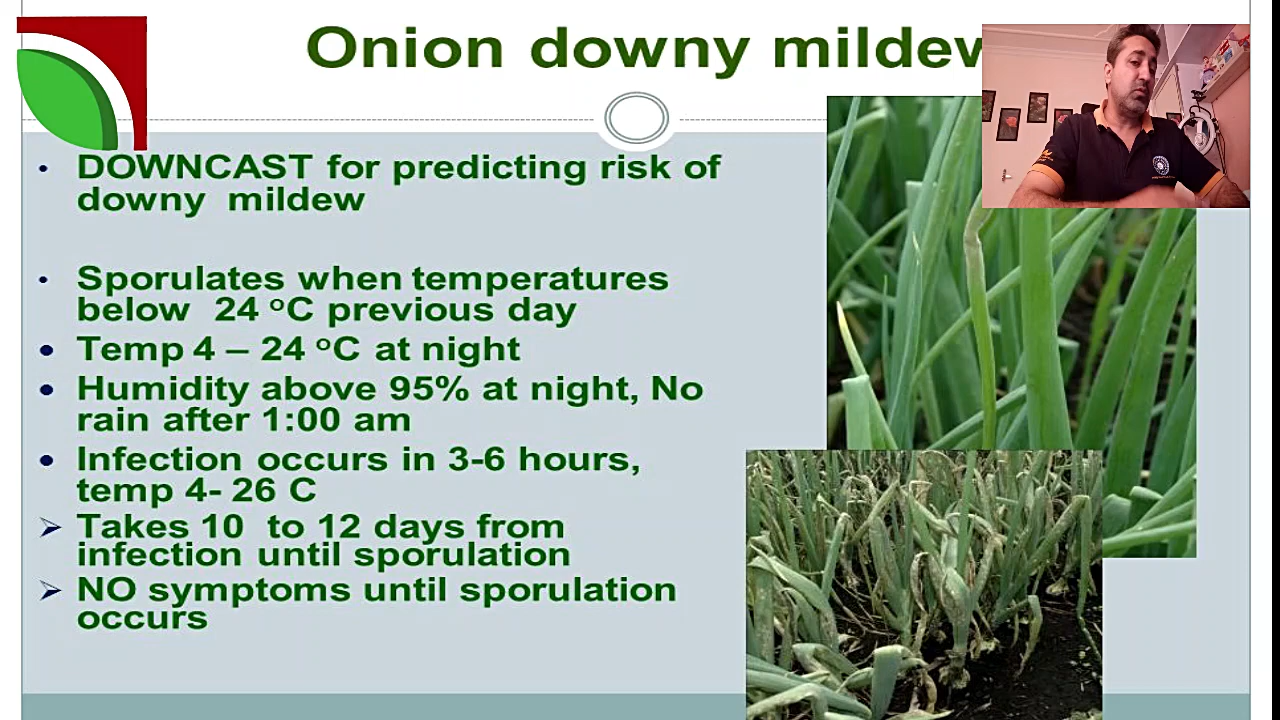 Onion downy mildew
DOWNCAST for predicting risk of
downy mildew
Sporulates when temperatures
below 24 ºC previous day
Temp 4 – 24 ºC at night
Humidity above 95% at night, No
rain after 1:00 am
Infection occurs in 3-6 hours,
temp 4- 26 C
Takes 10 to 12 days from
infection until sporulation
NO symptoms until sporulation
occurs